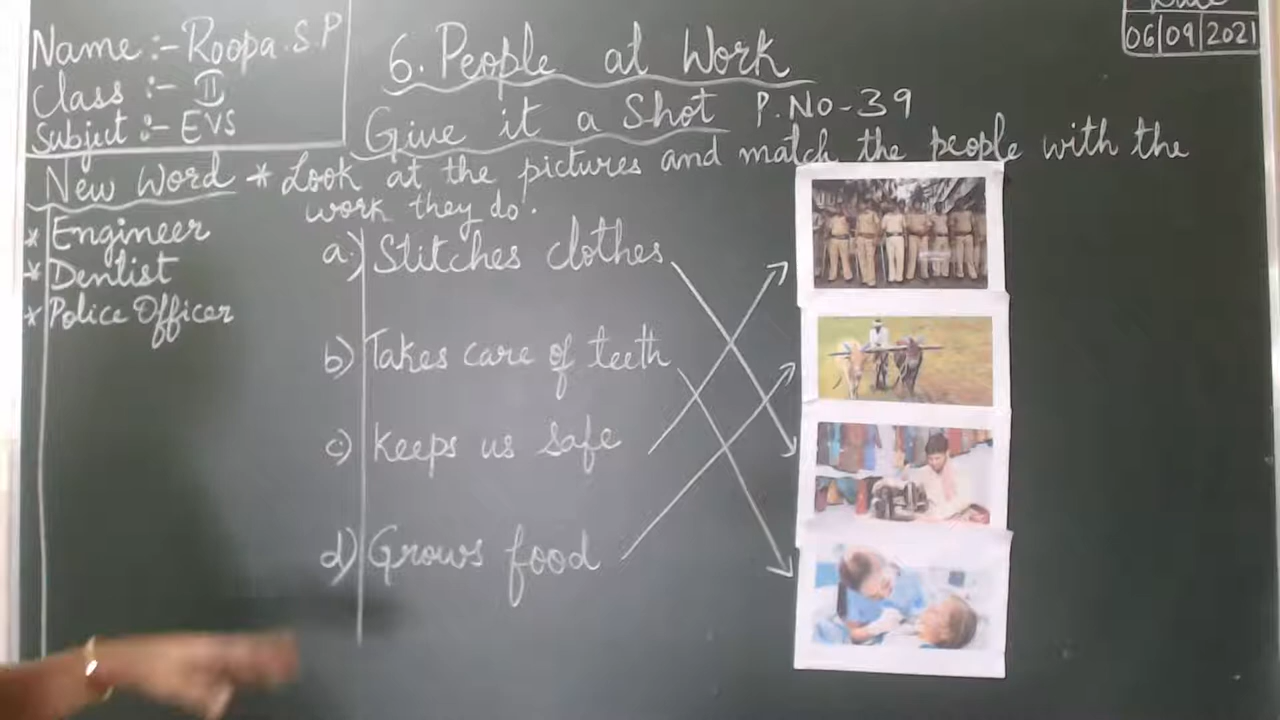 Name :- Roopa.S.P
Class :- II
Subject :- EVS
Date
06|09|2021
6. People at Work
Give it a Shot P.No-39
* Look at the pictures and match the people with the
work they do.
New Word
* Engineer
* Dentist
* Police Officer
a) Stitches clothes
b) Takes care of teeth
c) Keeps us safe
d) Grows food